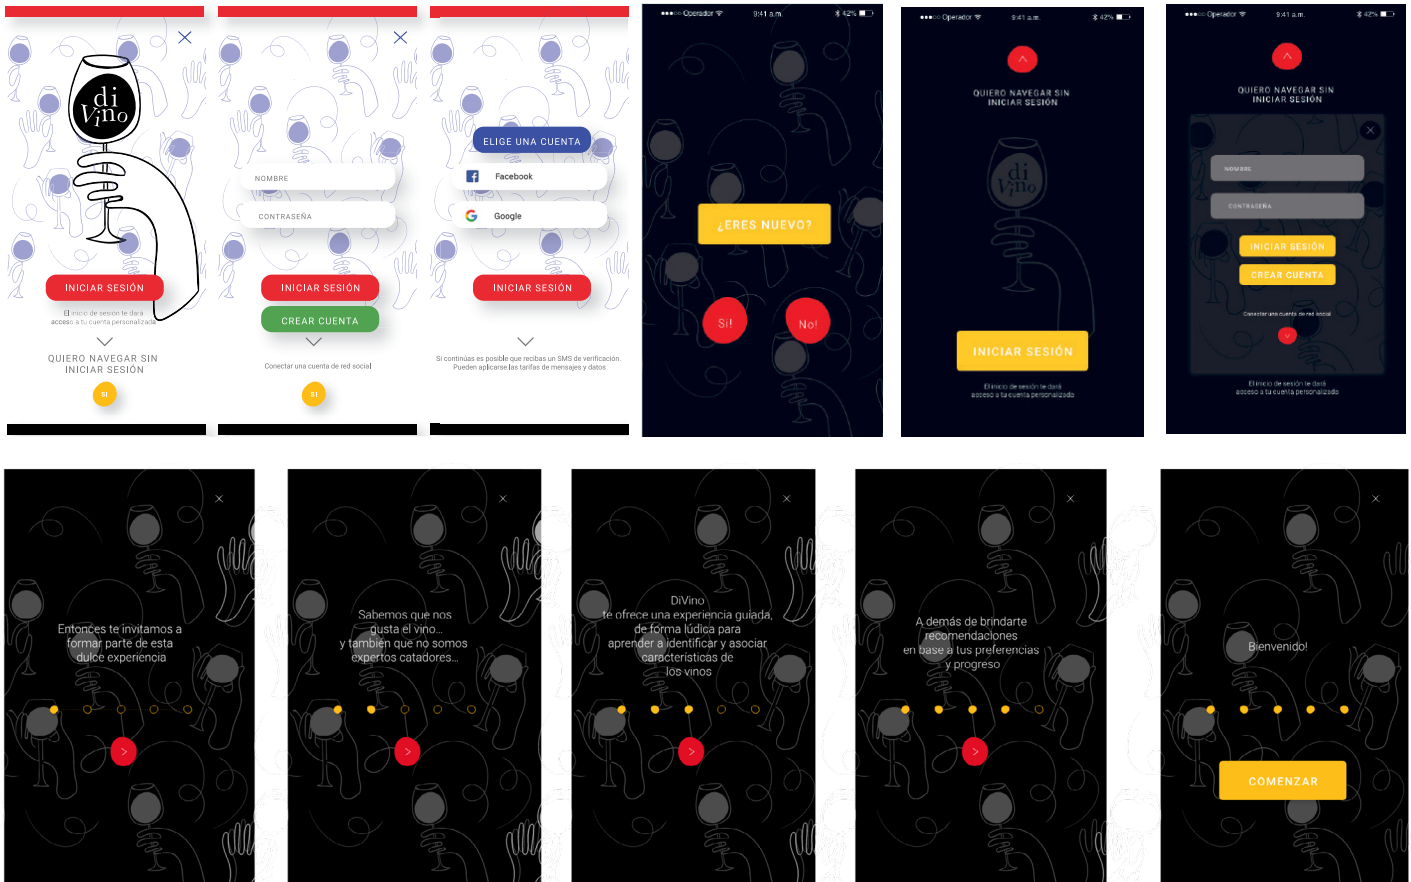 di
Vino
INICIAR SESIÓN
El inicio de sesión te dará
acceso a tu cuenta personalizada
QUIERO NAVEGAR SIN
INICIAR SESIÓN
SI
NOMBRE
CONTRASEÑA
INICIAR SESIÓN
CREAR CUENTA
Conectar una cuenta de red social
SI
ELIGE UNA CUENTA
Facebook
Google
INICIAR SESIÓN
Si continúas es posible que recibas un SMS de verificación.
Pueden aplicarse las tarifas de mensajes y datos
Operador 9:41 a.m. 42%
¿ERES NUEVO?
Si!
No!
Operador 9:41 a.m. 42%
QUIERO NAVEGAR SIN
INICIAR SESIÓN
di
Vino
INICIAR SESIÓN
El inicio de sesión te dará
acceso a tu cuenta personalizada
Operador 9:41 a.m. 42%
QUIERO NAVEGAR SIN
INICIAR SESIÓN
NOMBRE
CONTRASEÑA
INICIAR SESIÓN
CREAR CUENTA
Conectar una cuenta de red social
El inicio de sesión te dará
acceso a tu cuenta personalizada
Entonces te invitamos a
formar parte de esta
dulce experiencia
Sabemos que nos
gusta el vino...
y también que no somos
expertos catadores...
DiVino
te ofrece una experiencia guiada,
de forma lúdica para
aprender a identificar y asociar
características de
los vinos
A demás de brindarte
recomendaciones
en base a tus preferencias
y progreso
Bienvenido!
COMENZAR